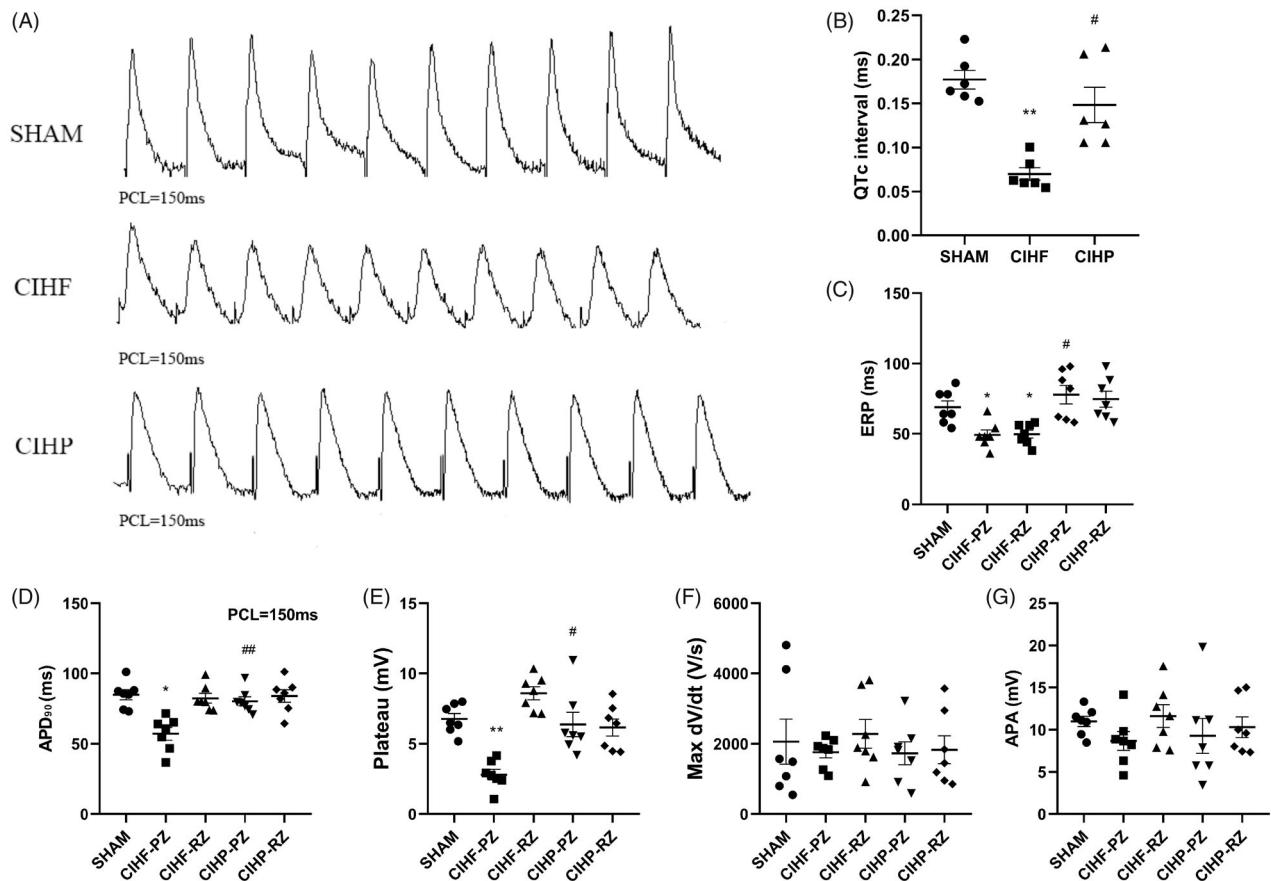 (A)
SHAM
PCL=150ms
CIHF
PCL=150ms
CIHP
PCL=150ms
(B)
QTc interval (ms)
0.25
0.20
0.15
0.10
0.05
0.00
**
#
SHAM CIHF CIHP
(C)
ERP (ms)
150
100
50
0
* * #
SHAM CIHF-PZ CIHF-RZ CIHP-PZ CIHP-RZ
(D)
APD₉₀ (ms)
150
100
50
0
PCL=150ms
* ##
SHAM CIHF-PZ CIHF-RZ CIHP-PZ CIHP-RZ
(E)
Plateau (mV)
15
10
5
0
** #
SHAM CIHF-PZ CIHF-RZ CIHP-PZ CIHP-RZ
(F)
Max dV/dt (V/s)
6000
4000
2000
0
SHAM CIHF-PZ CIHF-RZ CIHP-PZ CIHP-RZ
(G)
APA (mV)
25
20
15
10
5
0
SHAM CIHF-PZ CIHF-RZ CIHP-PZ CIHP-RZ